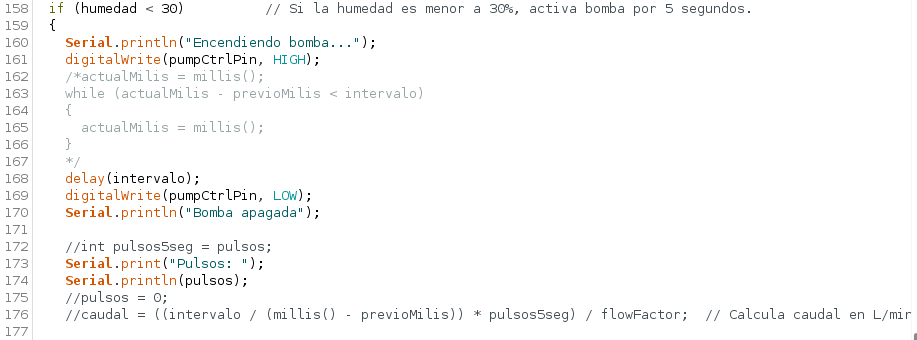 158 if (humedad < 30)          // Si la humedad es menor a 30%, activa bomba por 5 segundos.
159 {
160   Serial.println("Encendiendo bomba...");
161   digitalWrite(pumpCtrlPin, HIGH);
162   /*actualMilis = millis();
163   while (actualMilis - previoMilis < intervalo)
164   {
165     actualMilis = millis();
166   }
167   */
168   delay(intervalo);
169   digitalWrite(pumpCtrlPin, LOW);
170   Serial.println("Bomba apagada");
171
172   //int pulsos5seg = pulsos;
173   Serial.print("Pulsos: ");
174   Serial.println(pulsos);
175   //pulsos = 0;
176   //caudal = ((intervalo / (millis() - previoMilis)) * pulsos5seg) / flowFactor;  // Calcula caudal en L/mir
177